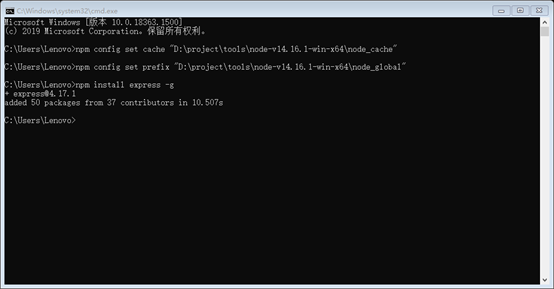 C:\Windows\system32\cmd.exe
Microsoft Windows [版本 10.0.18363.1500]
(c) 2019 Microsoft Corporation. 保留所有权利。
C:\Users\Lenovo>npm config set cache "D:\project\tools\node-v14.16.1-win-x64\node_cache"
C:\Users\Lenovo>npm config set prefix "D:\project\tools\node-v14.16.1-win-x64\node_global"
C:\Users\Lenovo>npm install express -g
+ express@4.17.1
added 50 packages from 37 contributors in 10.507s
C:\Users\Lenovo>